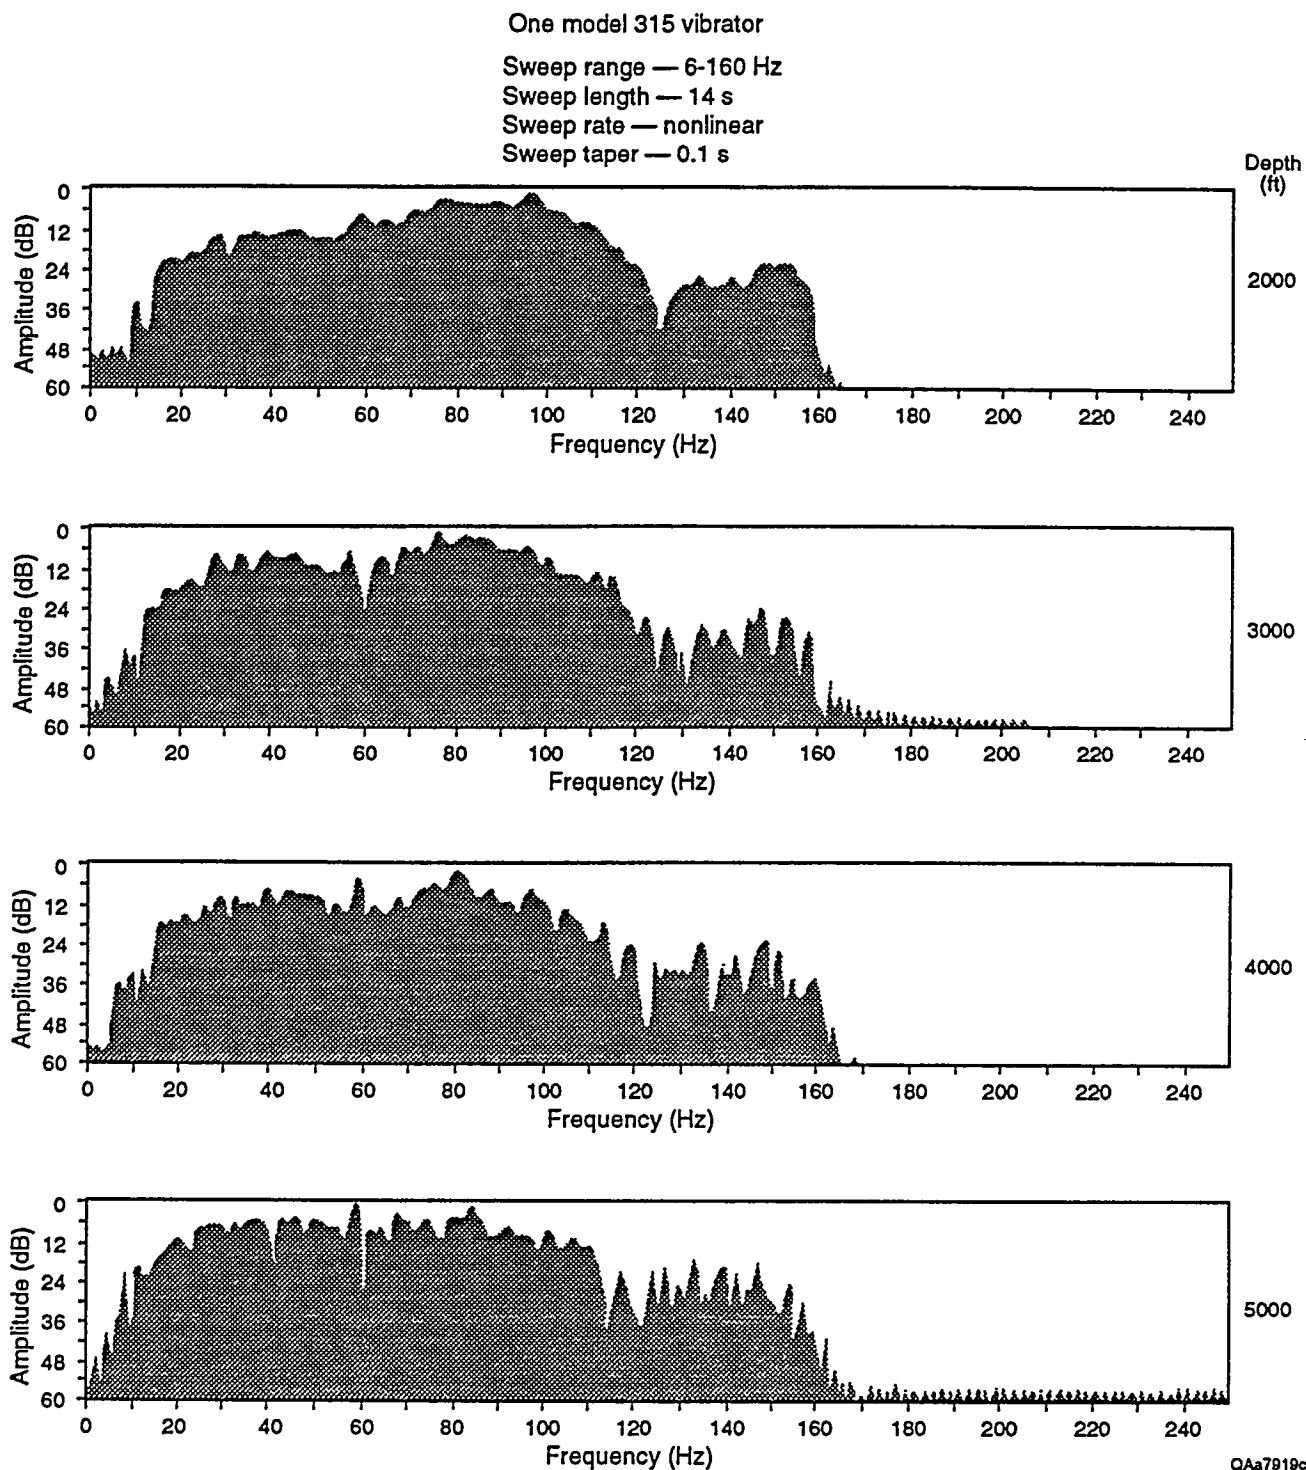 One model 315 vibrator
Sweep range — 6-160 Hz
Sweep length — 14 s
Sweep rate — nonlinear
Sweep taper — 0.1 s
Depth
(ft)
Amplitude (dB)
0
12
24
36
48
60
0 20 40 60 80 100 120 140 160 180 200 220 240
Frequency (Hz)
2000
Amplitude (dB)
0
12
24
36
48
60
0 20 40 60 80 100 120 140 160 180 200 220 240
Frequency (Hz)
3000
Amplitude (dB)
0
12
24
36
48
60
0 20 40 60 80 100 120 140 160 180 200 220 240
Frequency (Hz)
4000
Amplitude (dB)
0
12
24
36
48
60
0 20 40 60 80 100 120 140 160 180 200 220 240
Frequency (Hz)
5000
QAa7919c